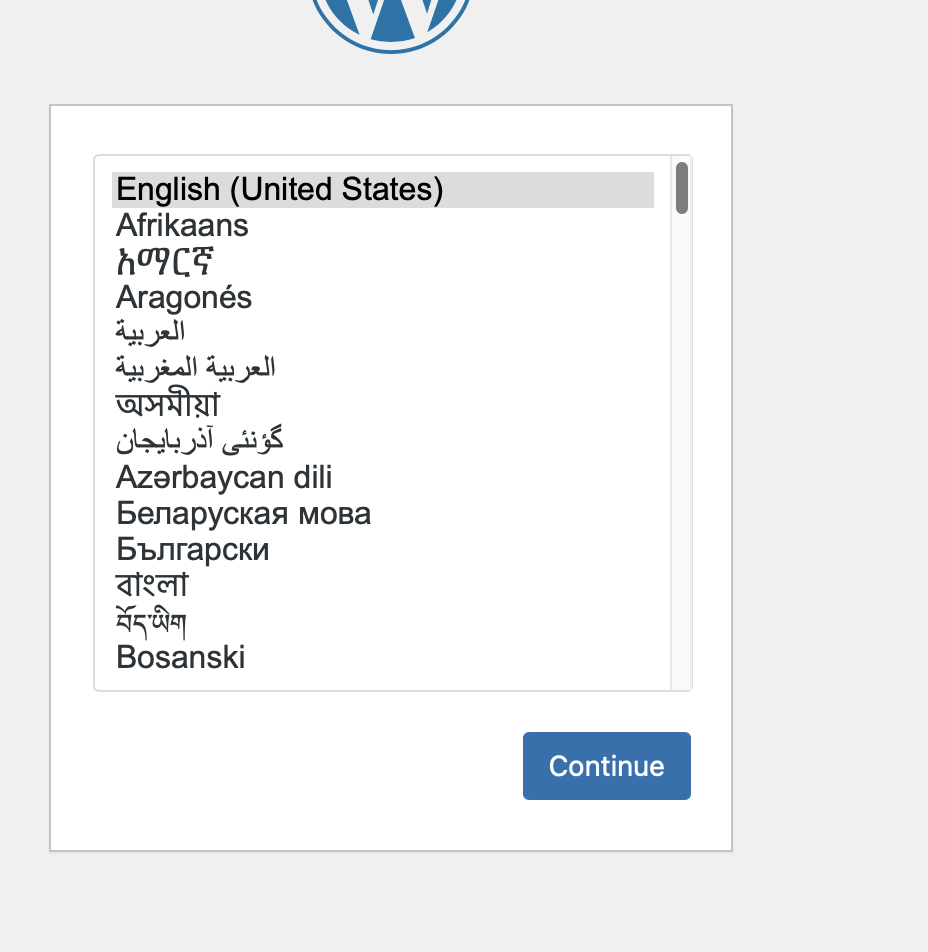 English (United States)
Afrikaans
አማርኛ
Aragonés
العربية
العربية المغربية
অসমীয়া
گؤنئی آذربایجان
Azərbaycan dili
Беларуская мова
Български
বাংলা
བོད་ཡིག
Bosanski
Continue